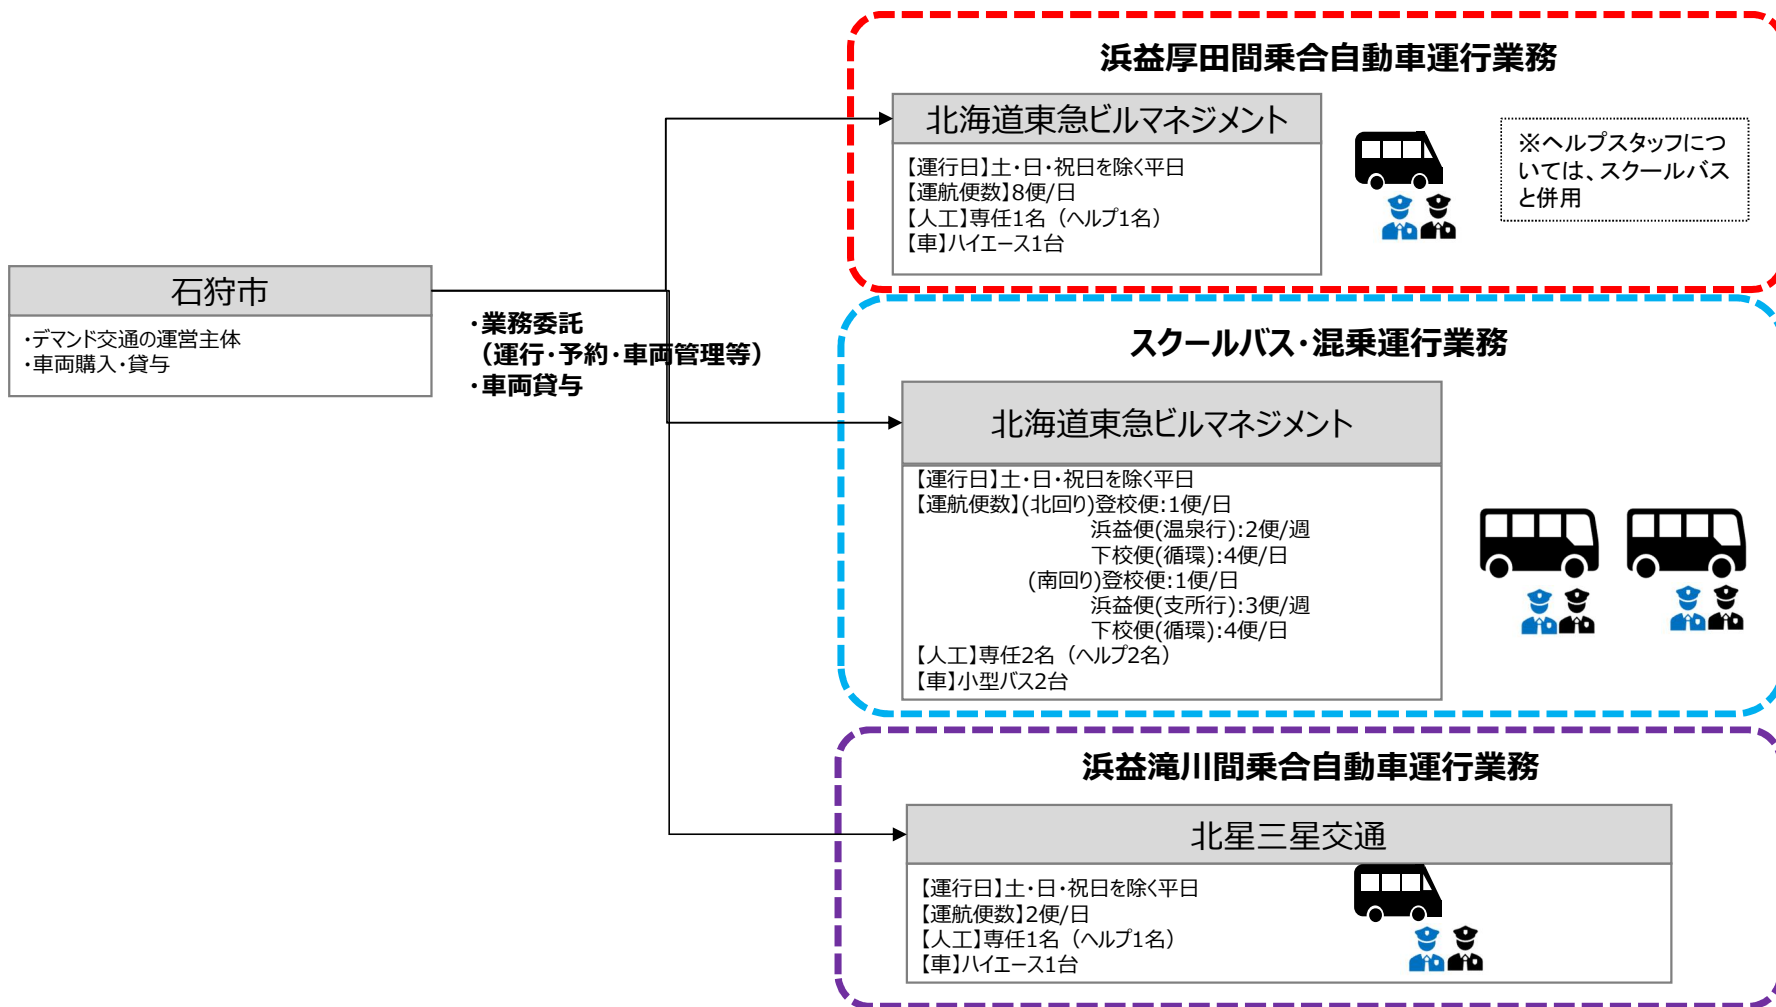 石狩市
・デマンド交通の運営主体
・車両購入・貸与
・業務委託
（運行・予約・車両管理等）
・車両貸与
浜益厚田間乗合自動車運行業務
北海道東急ビルマネジメント
【運行日】土・日・祝日を除く平日
【運航便数】8便/日
【人工】専任1名（ヘルプ1名）
【車】ハイエース1台
※ヘルプスタッフにつ
いては、スクールバス
と併用
スクールバス・混乗運行業務
北海道東急ビルマネジメント
【運行日】土・日・祝日を除く平日
【運航便数】(北回り)登校便:1便/日
浜益便(温泉行):2便/週
下校便(循環):4便/日
(南回り)登校便:1便/日
浜益便(支所行):3便/週
下校便(循環):4便/日
【人工】専任2名（ヘルプ2名）
【車】小型バス2台
浜益滝川間乗合自動車運行業務
北星三星交通
【運行日】土・日・祝日を除く平日
【運航便数】2便/日
【人工】専任1名（ヘルプ1名）
【車】ハイエース1台